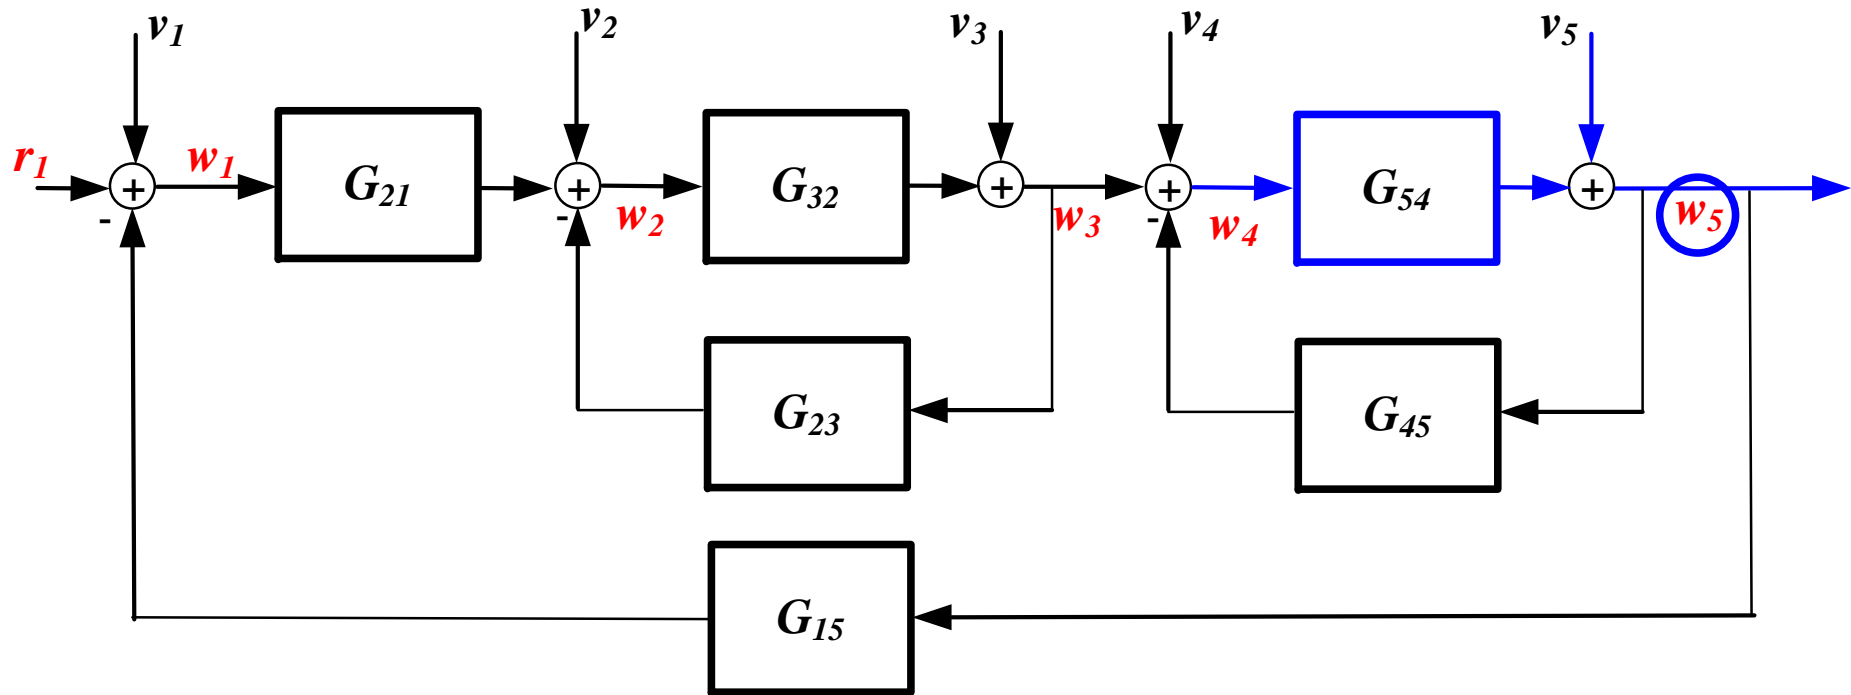 v1 v2 v3 v4 v5
r1 + w1 G21 + G32 + + G54 +
- - w2 w3 - w4 w5
G23 G45
G15